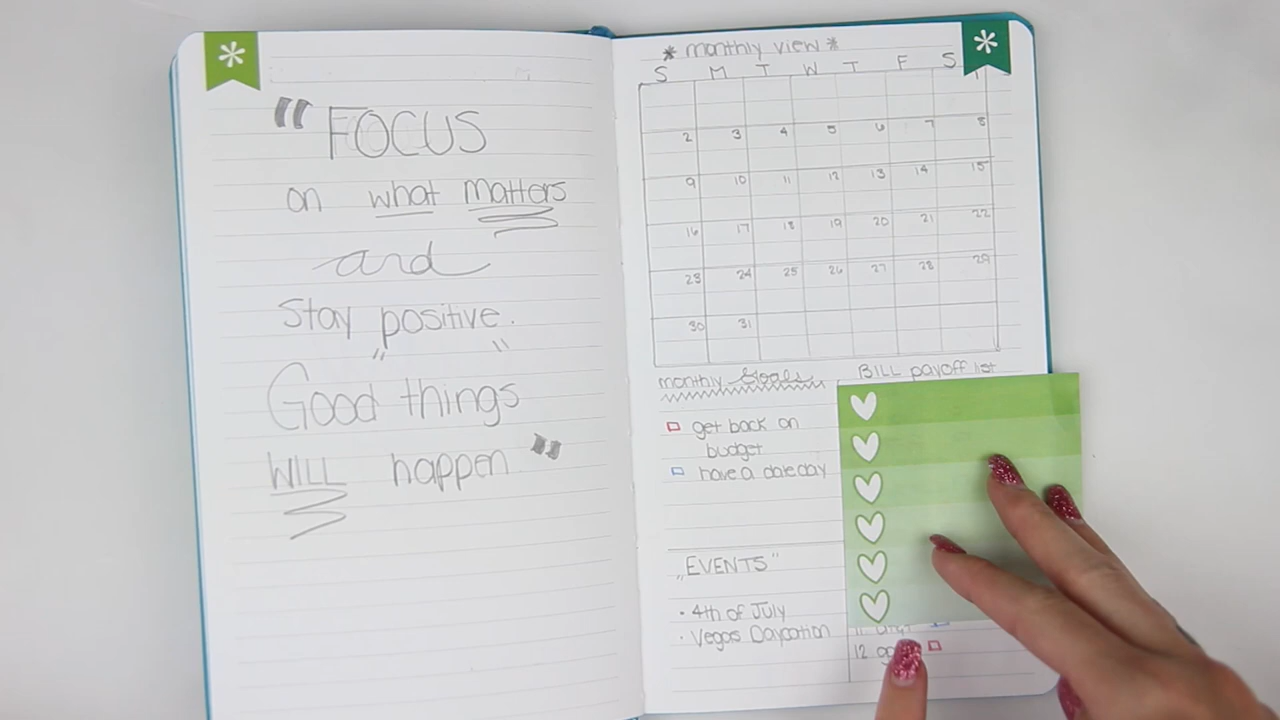 " FOCUS
on what matters
and
Stay positive.
" Good things "
WILL happen "
* monthly view *
S M T W T F S
1
2 3 4 5 6 7 8
9 10 11 12 13 14 15
16 17 18 19 20 21 22
23 24 25 26 27 28 29
30 31
monthly Goals
get back on
budget
have a dateday
"EVENTS"
· 4th of July
· Vegas Daycation
BILL payoff list
11
12